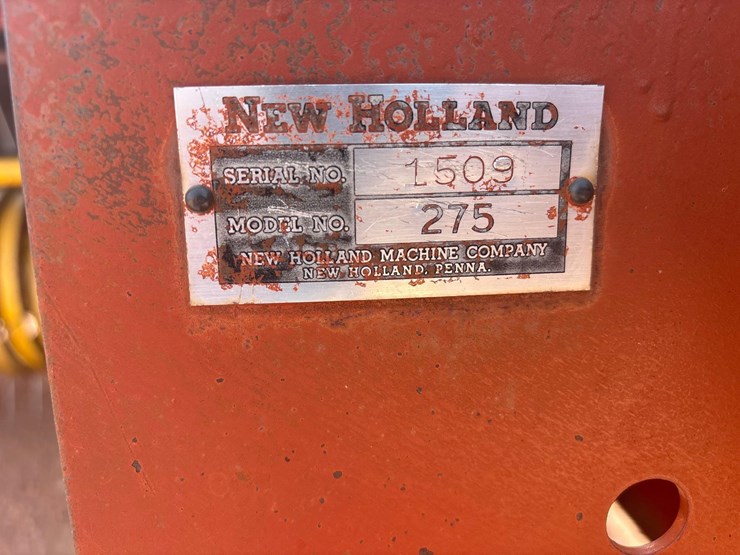 NEW HOLLAND
SERIAL NO. 1509
MODEL NO. 275
NEW HOLLAND MACHINE COMPANY
NEW HOLLAND, PENNA.